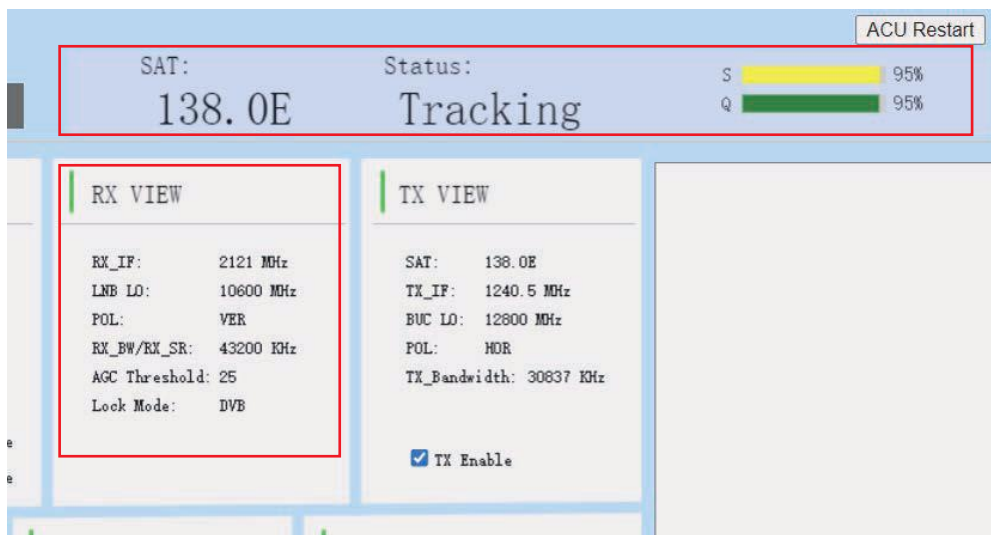 ACU Restart
SAT: Status:
138.0E Tracking
S 95%
Q 95%
RX VIEW
RX_IF: 2121 MHz
LNB LO: 10600 MHz
POL: VER
RX_BW/RX_SR: 43200 KHz
AGC Threshold: 25
Lock Mode: DVB
TX VIEW
SAT: 138.0E
TX_IF: 1240.5 MHz
BUC LO: 12800 MHz
POL: HOR
TX_Bandwidth: 30837 KHz
TX Enable
e
e